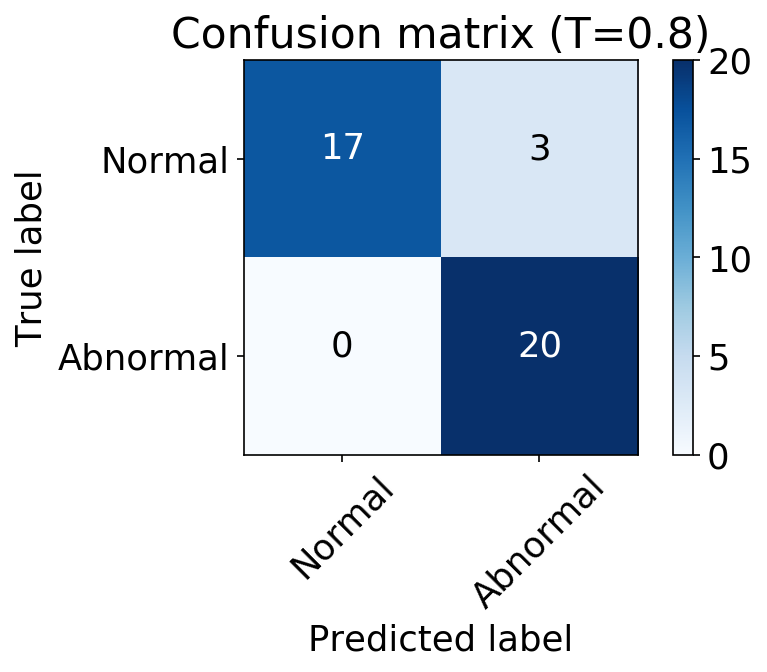 Confusion matrix (T=0.8)
True label
Normal
Abnormal
17
3
0
20
Normal
Abnormal
Predicted label
20
15
10
5
0